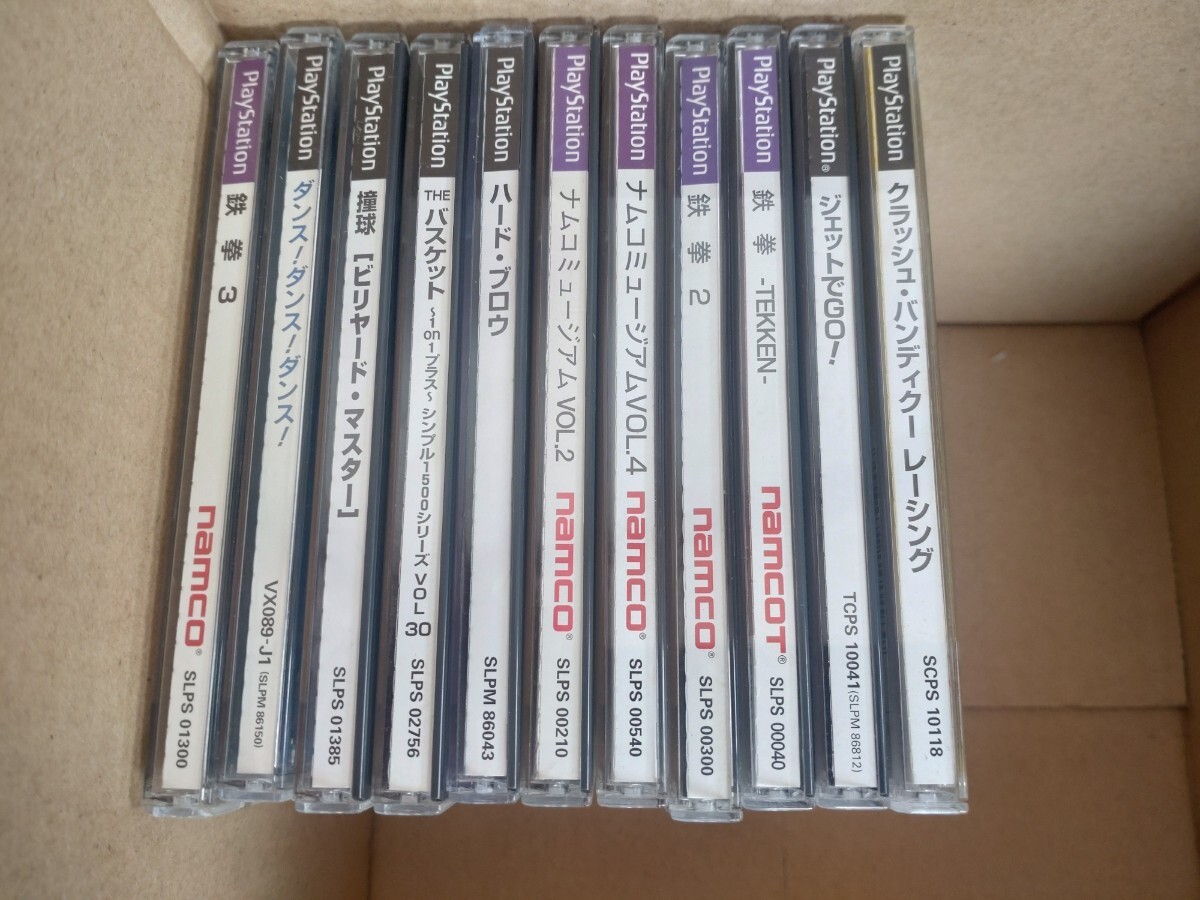 PlayStation
鉄拳3
namco®
SLPS 01300
PlayStation
ダンス!ダンス!ダンス!
VX089-J1 (SLPM 86150)
PlayStation
撞球 [ビリヤード・マスター]
SLPS 01385
PlayStation
THE バスケット ~1on1プラス~ シンプル1500シリーズ VOL 30
SLPS 02756
PlayStation
ハード・ブロウ
SLPM 86043
PlayStation
ナムコミュージアム VOL.2
namco®
SLPS 00210
PlayStation
ナムコミュージアムVOL.4
namco®
SLPS 00540
PlayStation
鉄拳2
namco®
SLPS 00300
PlayStation
鉄拳 -TEKKEN-
namcot®
SLPS 00040
PlayStation®
ジェットでGO!
TCPS 10041(SLPM 86812)
PlayStation
クラッシュ・バンディクー レーシング
SCPS 10118